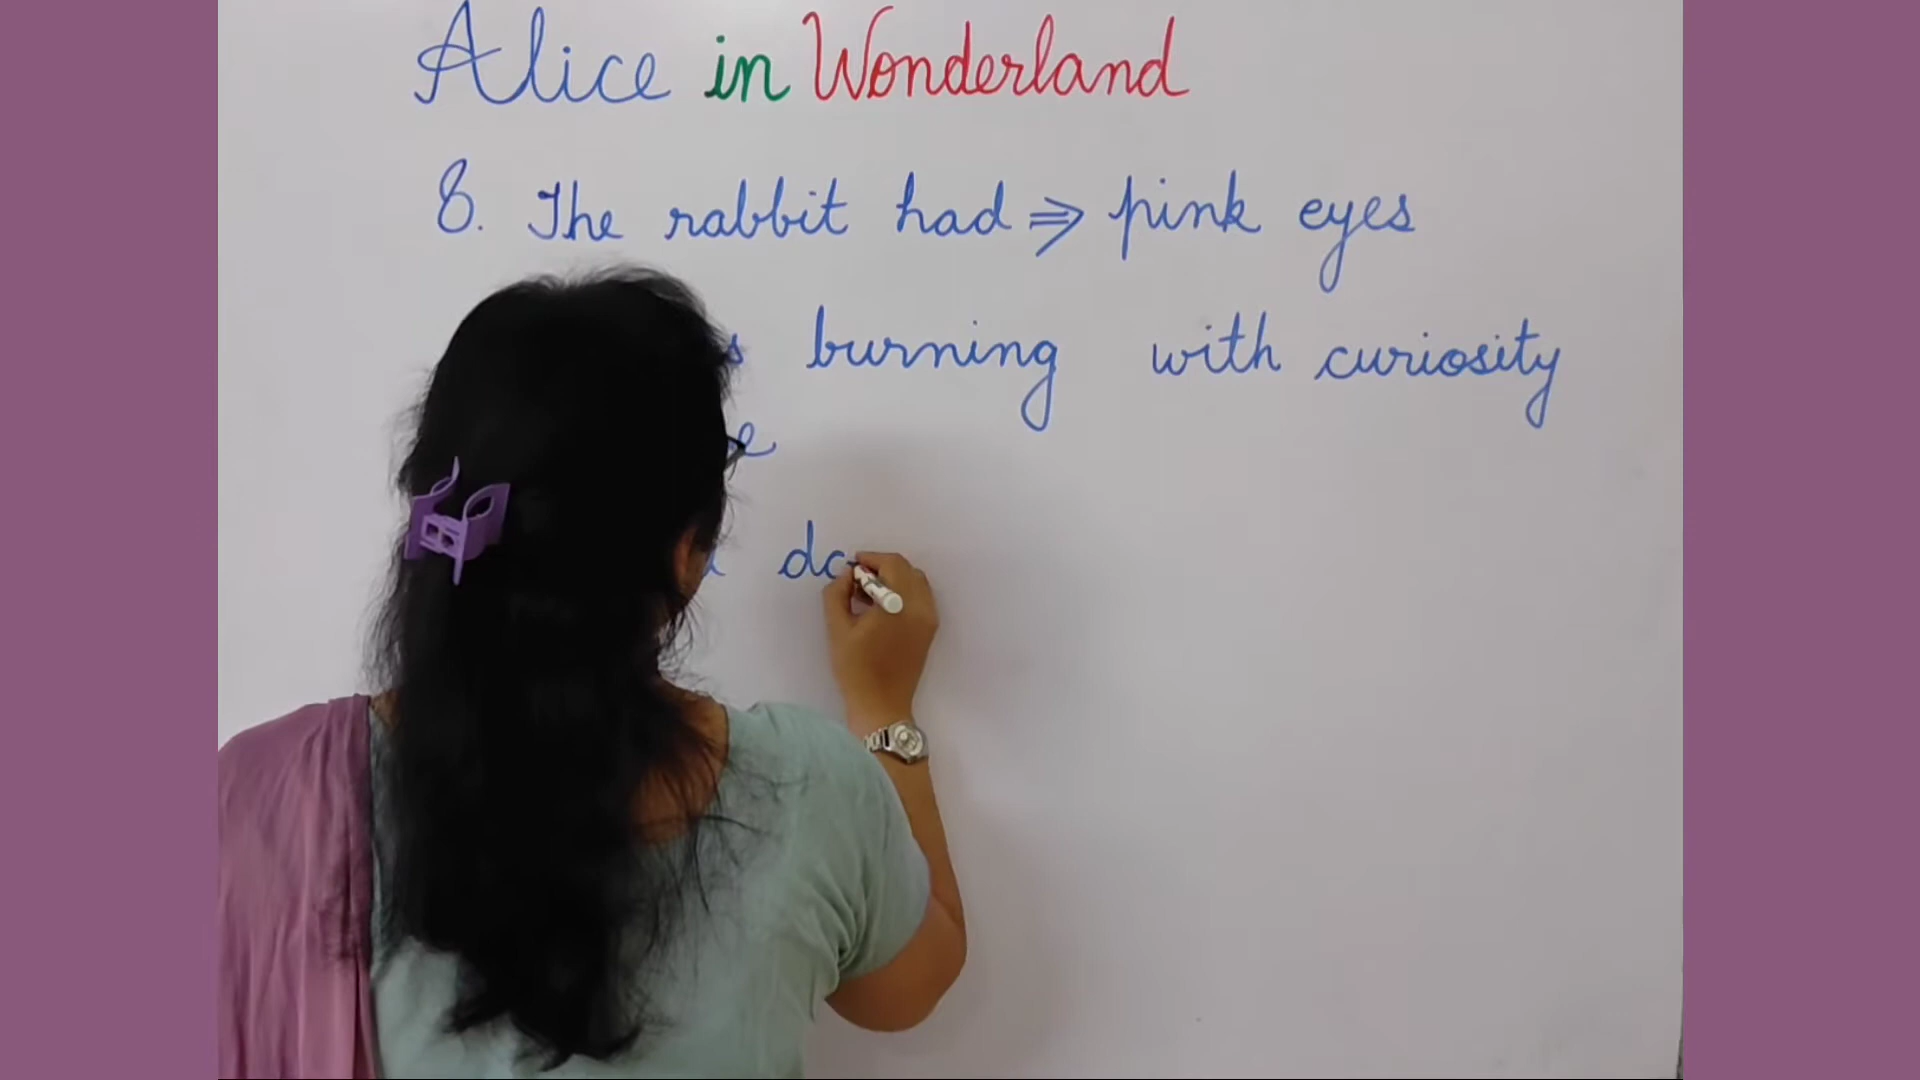 Alice in Wonderland
8. The rabbit had ⇒ pink eyes
burning with curiosity